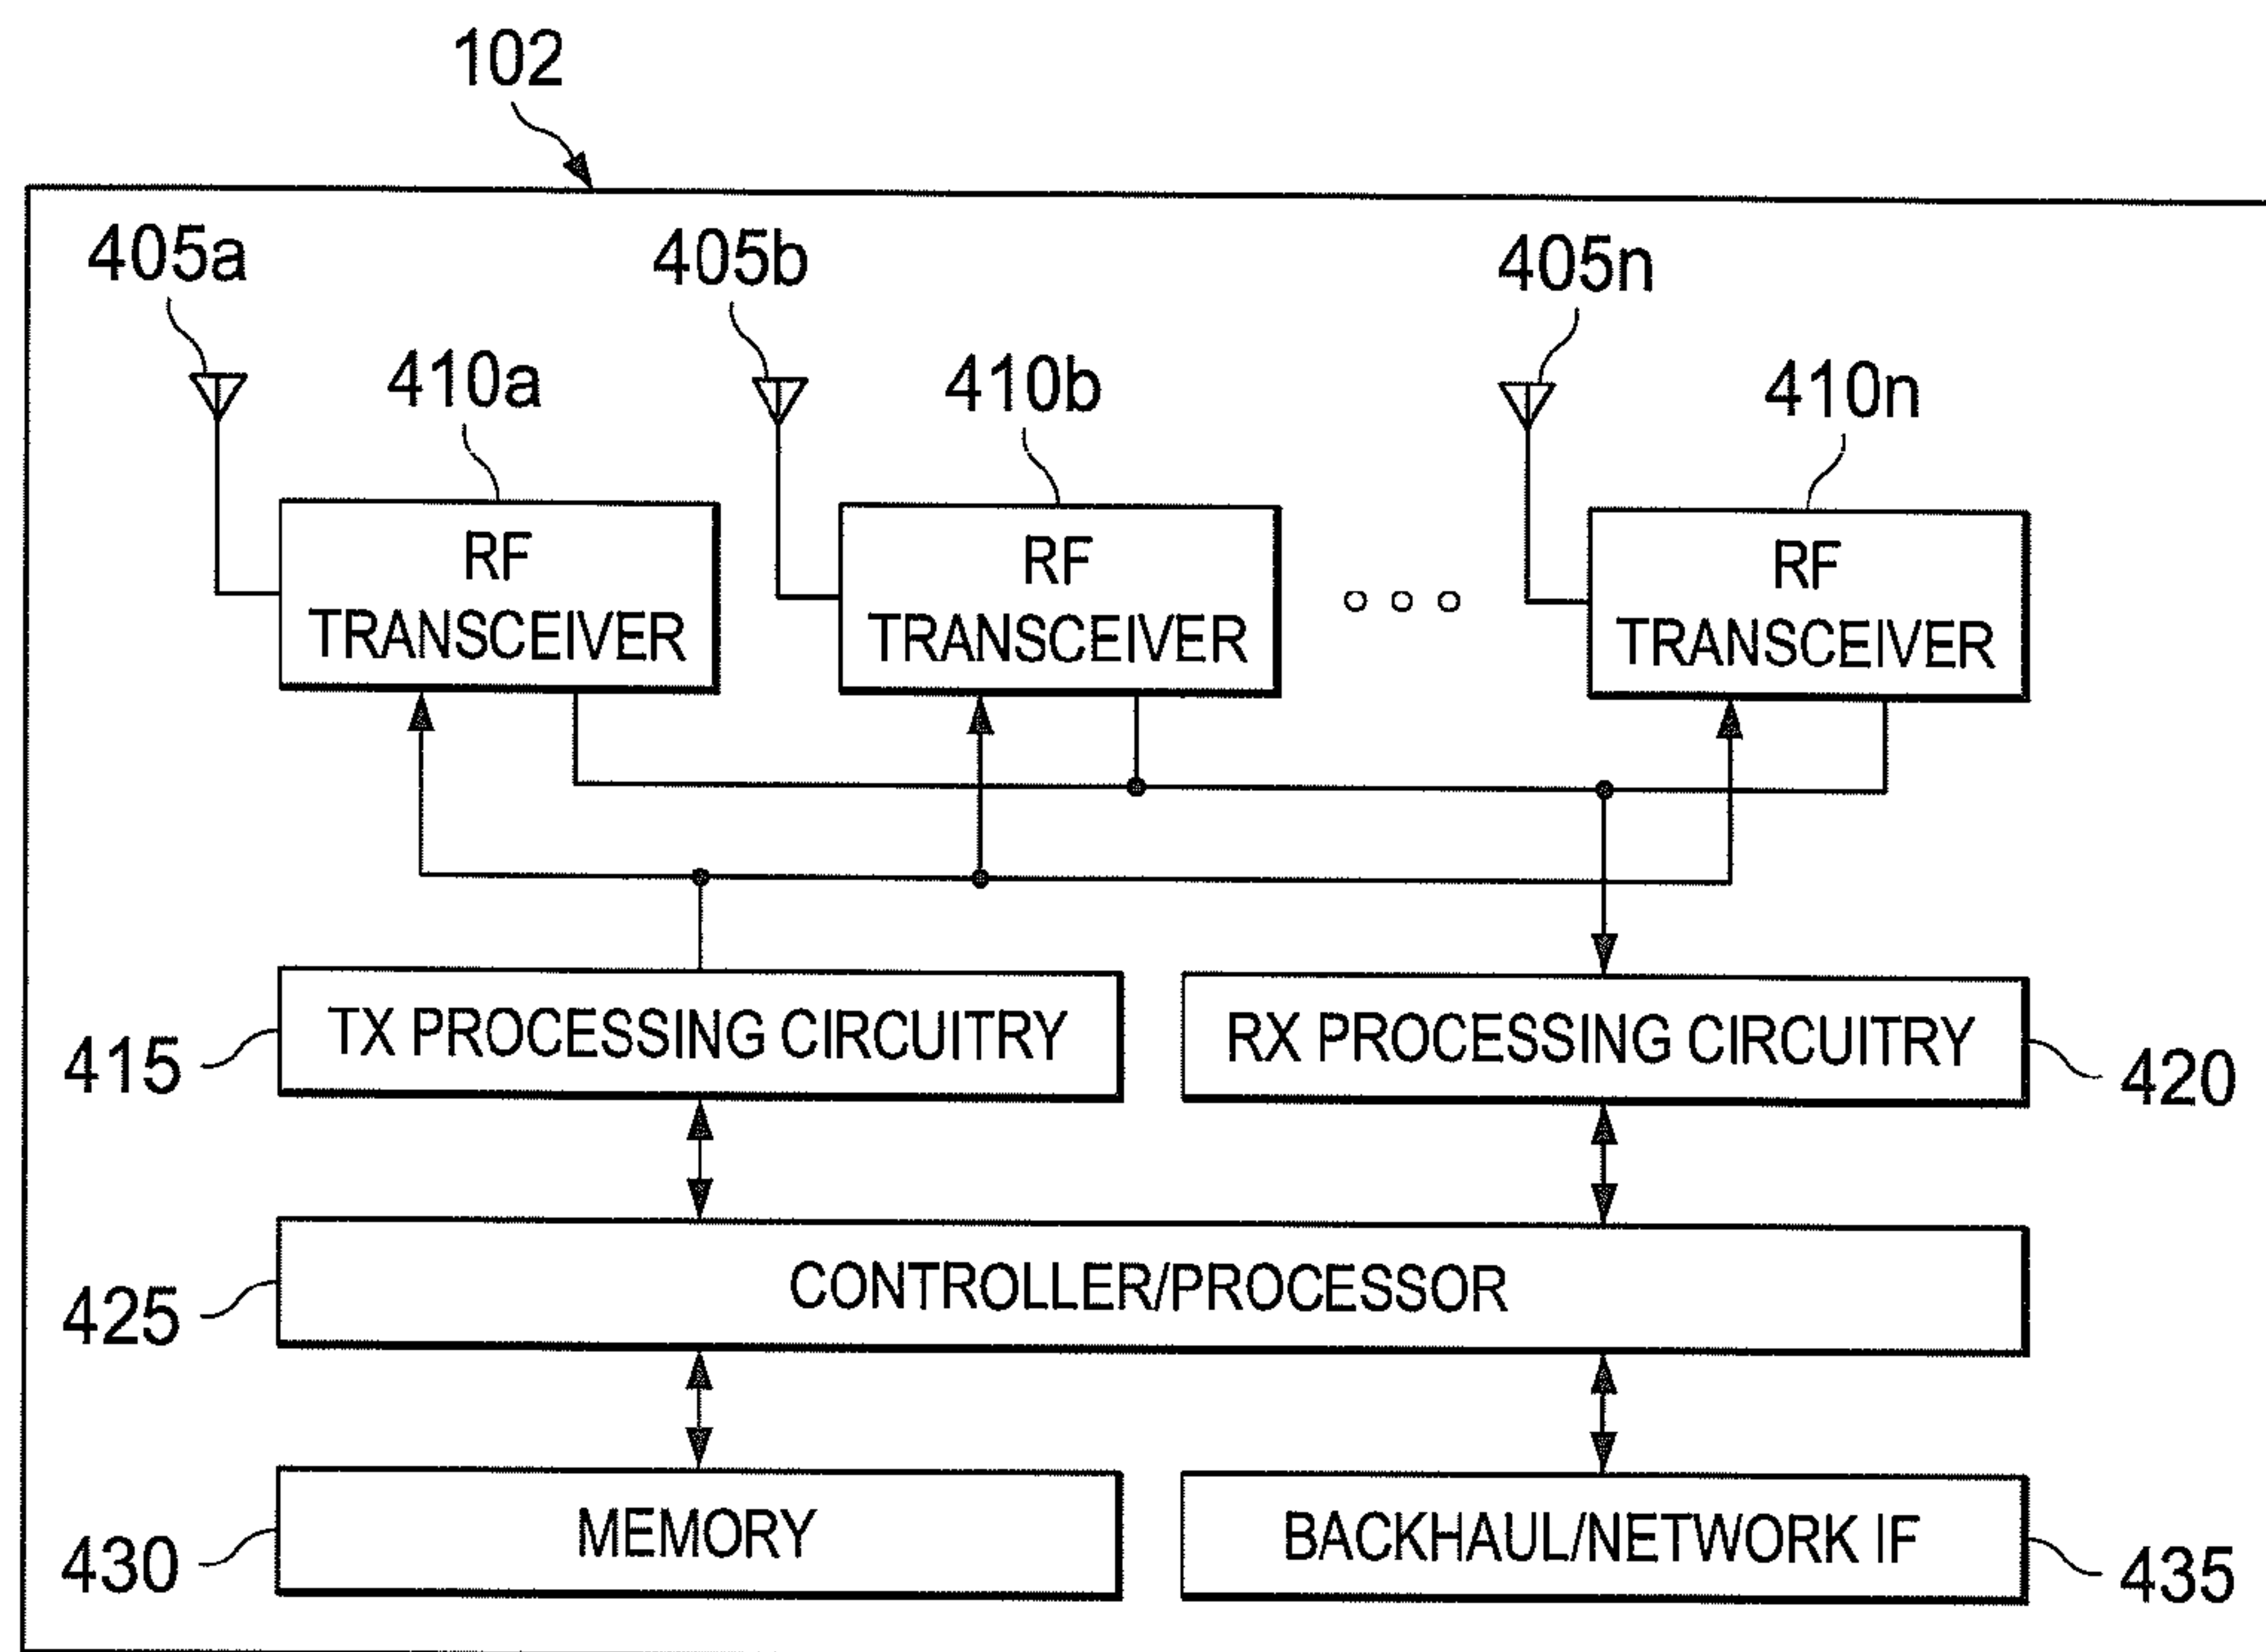 102
405a
405b
405n
410a
410b
410n
RF
TRANSCEIVER
RF
TRANSCEIVER
RF
TRANSCEIVER
TX PROCESSING CIRCUITRY
RX PROCESSING CIRCUITRY
415
420
CONTROLLER/PROCESSOR
425
MEMORY
BACKHAUL/NETWORK IF
430
435